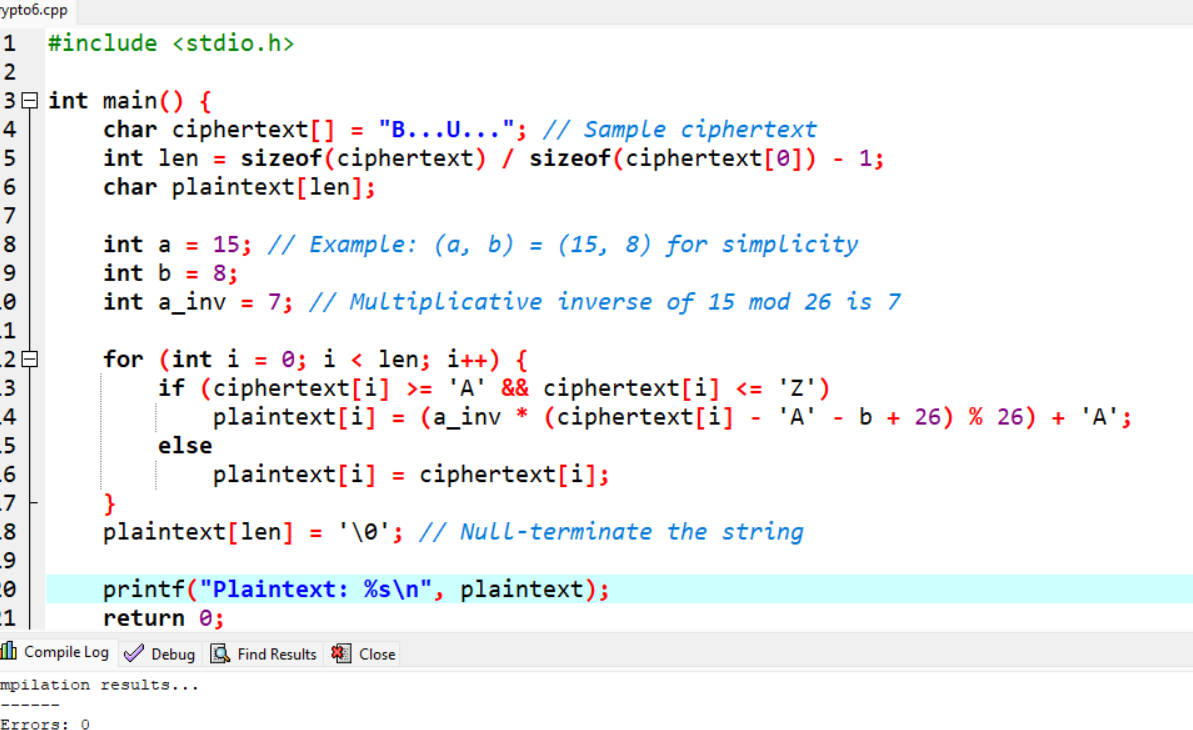 rypto6.cpp
1 #include <stdio.h>
2
3 int main() {
4 char ciphertext[] = "B...U..."; // Sample ciphertext
5 int len = sizeof(ciphertext) / sizeof(ciphertext[0]) - 1;
6 char plaintext[len];
7
8 int a = 15; // Example: (a, b) = (15, 8) for simplicity
9 int b = 8;
0 int a_inv = 7; // Multiplicative inverse of 15 mod 26 is 7
1
2 for (int i = 0; i < len; i++) {
3 if (ciphertext[i] >= 'A' && ciphertext[i] <= 'Z')
4 plaintext[i] = (a_inv * (ciphertext[i] - 'A' - b + 26) % 26) + 'A';
5 else
6 plaintext[i] = ciphertext[i];
7 }
8 plaintext[len] = '\0'; // Null-terminate the string
9
0 printf("Plaintext: %s\n", plaintext);
1 return 0;
Compile Log Debug Find Results Close
mpilation results...
------
Errors: 0